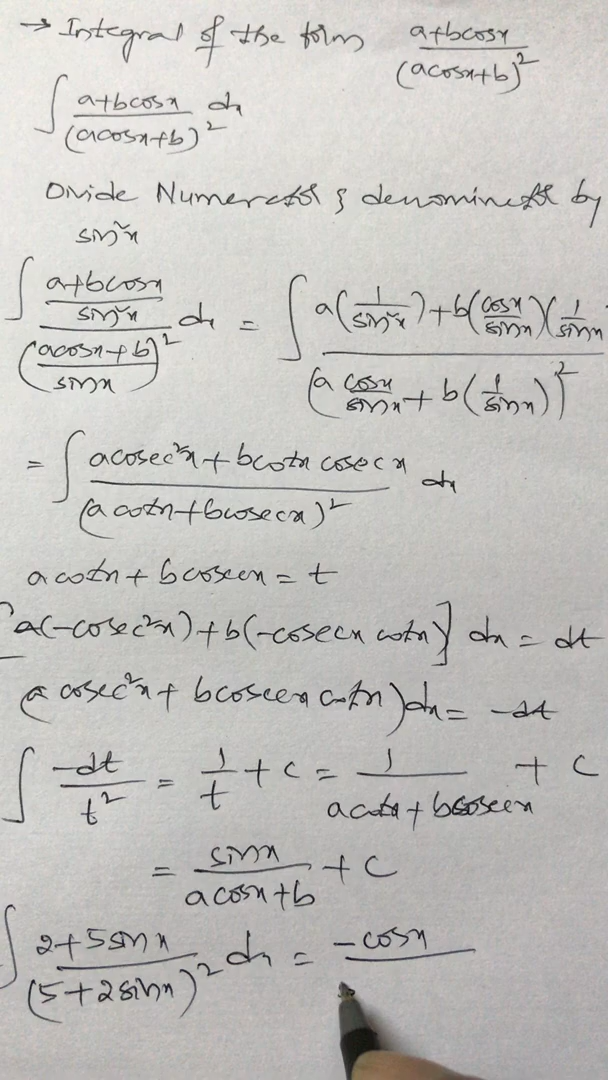 → Integral of the form a+bcosx/(acosx+b)²
∫ a+bcosx/(acosx+b)² dx
Divide Numerator & denominator by
sin²x
∫ (a+bcosx/sin²x)/((acosx+b)/sinx)² dx = ∫ a(1/sin²x)+b(cosx/sinx)(1/sinx/(a cosx/sinx + b(1/sinx))²
= ∫ acosec²x+bcotx cosecx/(acotx+bcosecx)² dx
acotx + bcosecx = t
a(-cosec²x)+b(-cosecx cotx] dx = dt
(a cosec²x + bcosecx cotx)dx = -dt
∫ -dt/t² = 1/t + c = 1/acotx + bcosecx + c
= sinx/acosx+b + c
∫ 2+5sinx/(5+2sinx)² dx = -cosx/